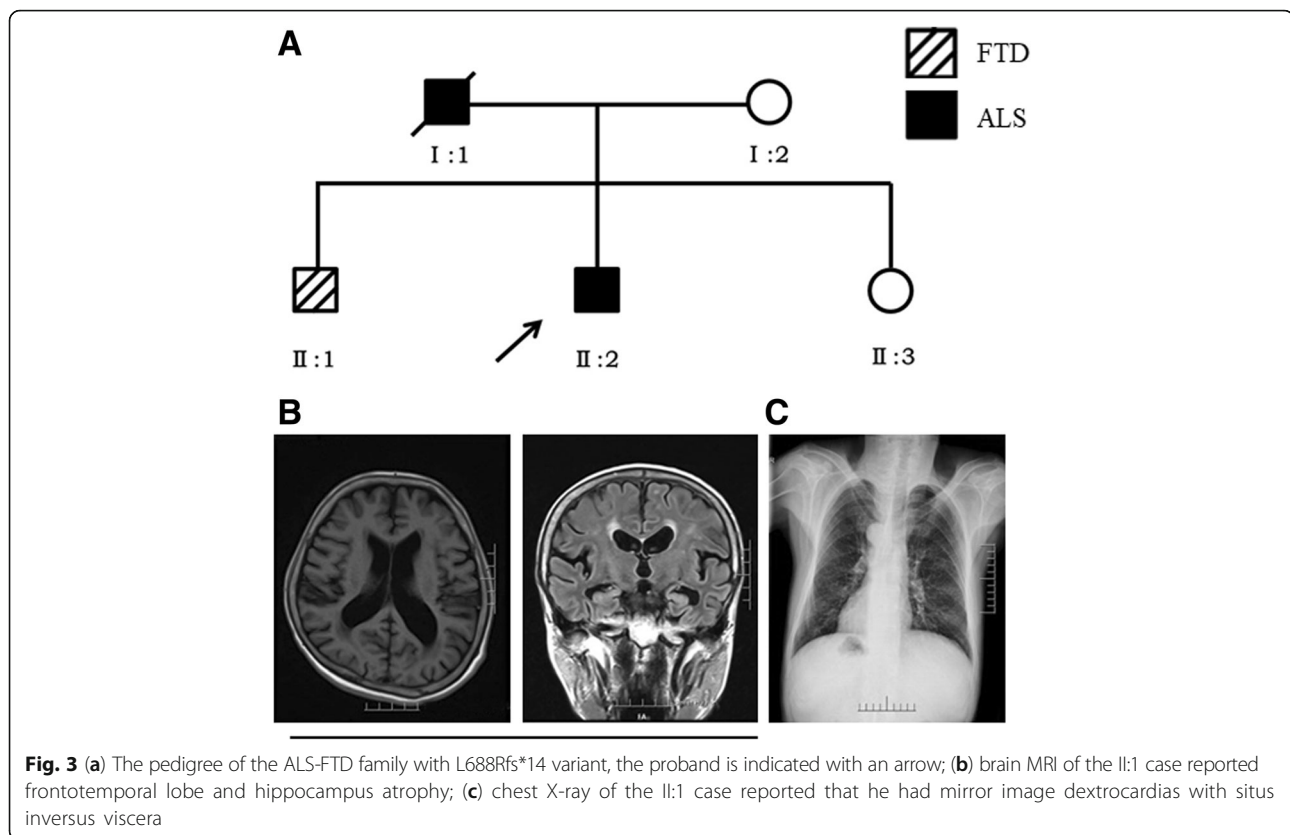 A
FTD
ALS
I :1
I :2
II :1
II :2
II :3
B
C
Fig. 3 (a) The pedigree of the ALS-FTD family with L688Rfs*14 variant, the proband is indicated with an arrow; (b) brain MRI of the II:1 case reported
frontotemporal lobe and hippocampus atrophy; (c) chest X-ray of the II:1 case reported that he had mirror image dextrocardias with situs
inversus viscera